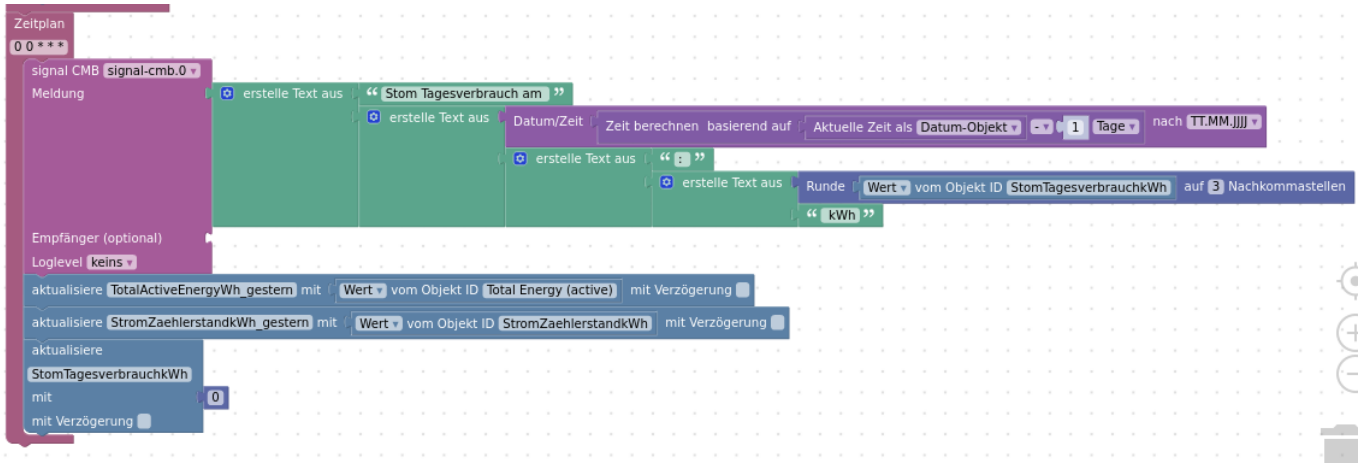 Zeitplan
0 0 * * *
signal CMB signal-cmb.0 ▾
Meldung erstelle Text aus “ Stom Tagesverbrauch am ”
erstelle Text aus Datum/Zeit Zeit berechnen basierend auf Aktuelle Zeit als Datum-Objekt ▾ - ▾ 1 Tage ▾ nach TT.MM.JJJJ ▾
erstelle Text aus “ : ”
erstelle Text aus Runde Wert ▾ vom Objekt ID StomTagesverbrauchkWh auf 3 Nachkommastellen
“ kWh ”
Empfänger (optional)
Loglevel keins ▾
aktualisiere TotalActiveEnergyWh_gestern mit Wert ▾ vom Objekt ID Total Energy (active) mit Verzögerung
aktualisiere StromZaehlerstandkWh_gestern mit Wert ▾ vom Objekt ID StromZaehlerstandkWh mit Verzögerung
aktualisiere
StomTagesverbrauchkWh
mit 0
mit Verzögerung